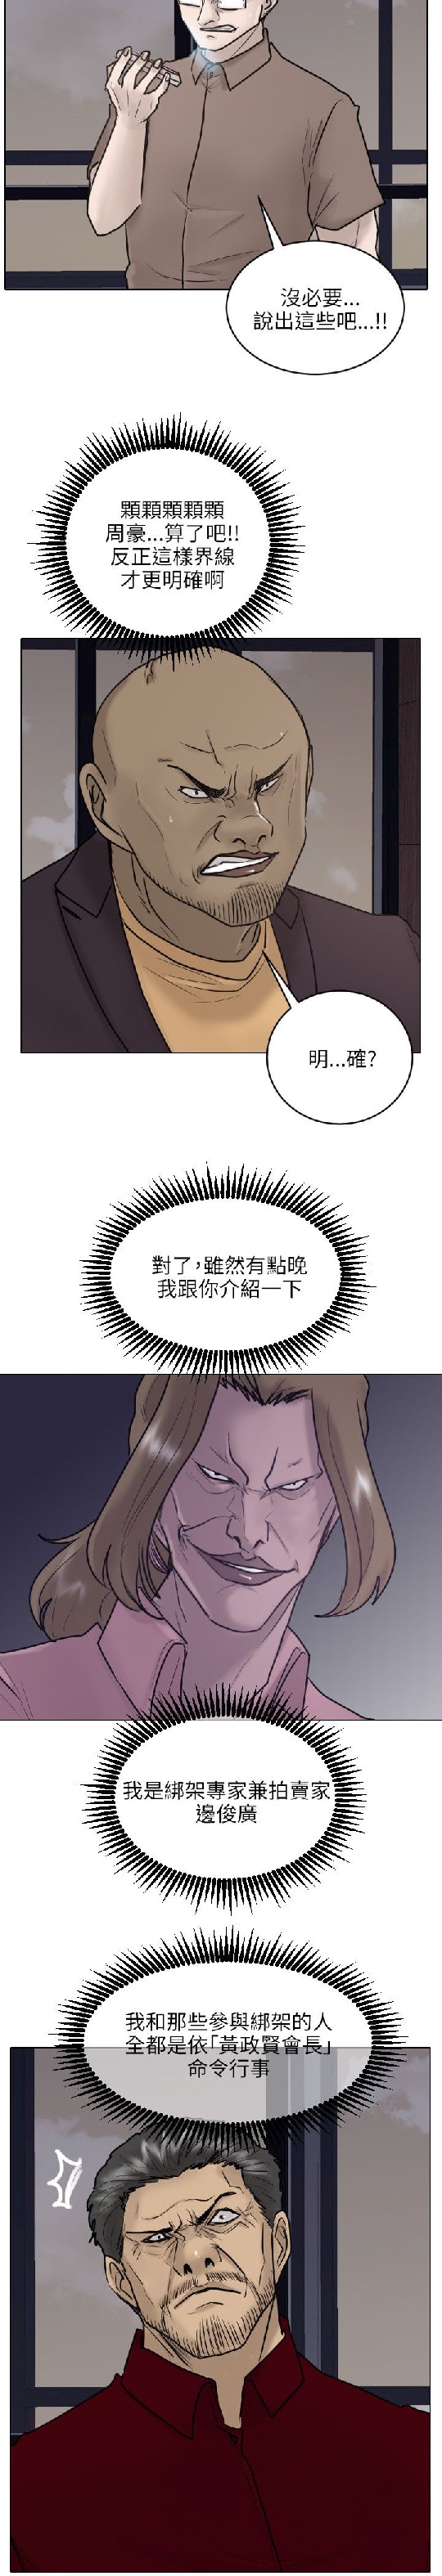 沒必要...
說出這些吧...!!
顆顆顆顆顆
周豪...算了吧!!
反正這樣界線
才更明確啊
明...確?
對了,雖然有點晚
我跟你介紹一下
我是綁架專家兼拍賣家
邊俊廣
我和那些參與綁架的人
全都是依「黃政賢會長」
命令行事